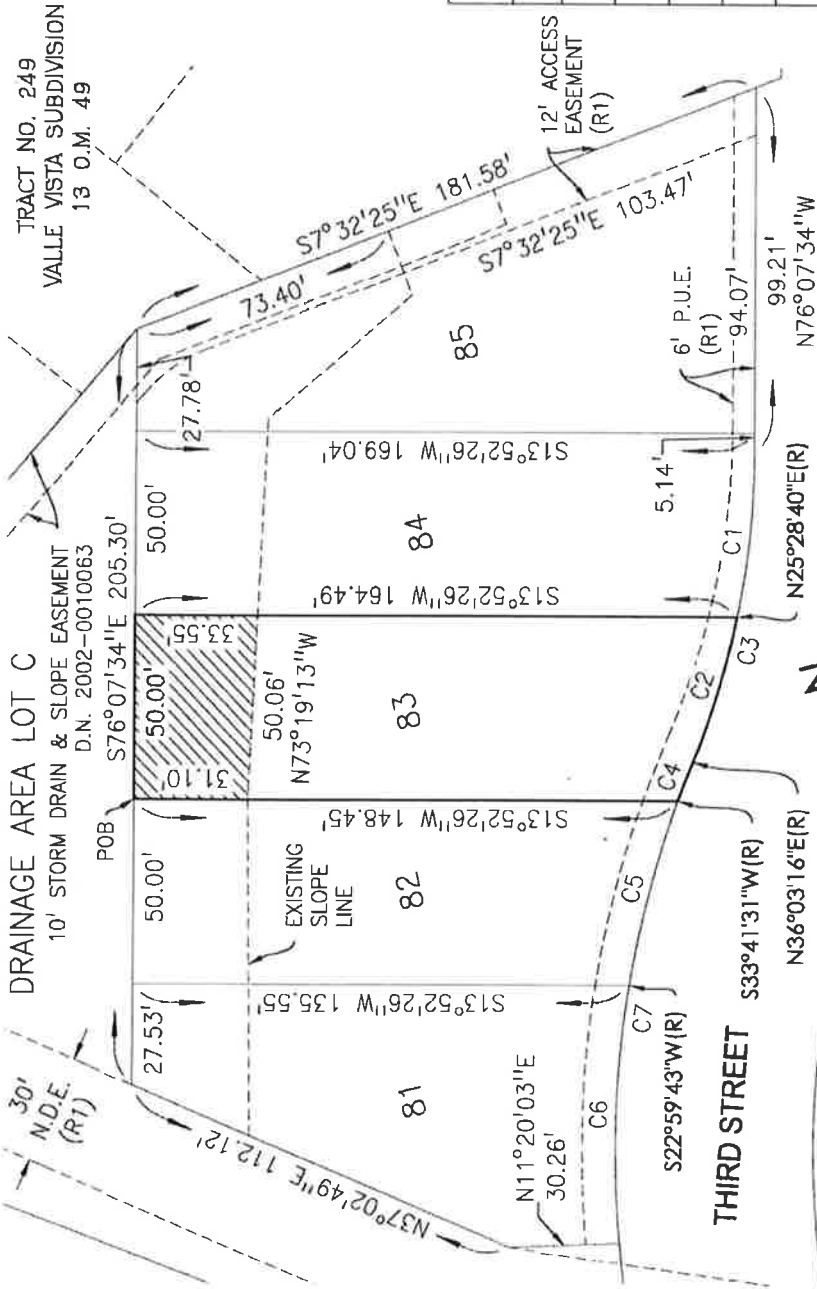 TRACT NO. 249
VALLE VISTA SUBDIVISION
13 O.M. 49
DRAINAGE AREA LOT C
10' STORM DRAIN & SLOPE EASEMENT
D.N. 2002-0010063
S76°07'34"E 205.30'
30'
N.D.E.
(R1)
POB
27.53'
50.00'
50.00'
50.00'
27.78'
73.40'
S7°32'25"E 181.58'
S7°32'25"E 103.47'
12' ACCESS
EASEMENT
(R1)
31.10'
33.55'
50.06'
N73°19'13"W
EXISTING
SLOPE
LINE
N37°02'49"E 112.12'
S13°52'26"W 135.55'
S13°52'26"W 148.45'
S13°52'26"W 164.49'
S13°52'26"W 169.04'
81
82
83
84
85
6' P.U.E.
(R1)
94.07'
99.21'
N76°07'34"W
5.14'
N11°20'03"E
30.26'
C6
C7
C5
C4
C2
C3
C1
N25°28'40"E(R)
S22°59'43"W(R)
S33°41'31"W(R)
N36°03'16"E(R)
THIRD STREET